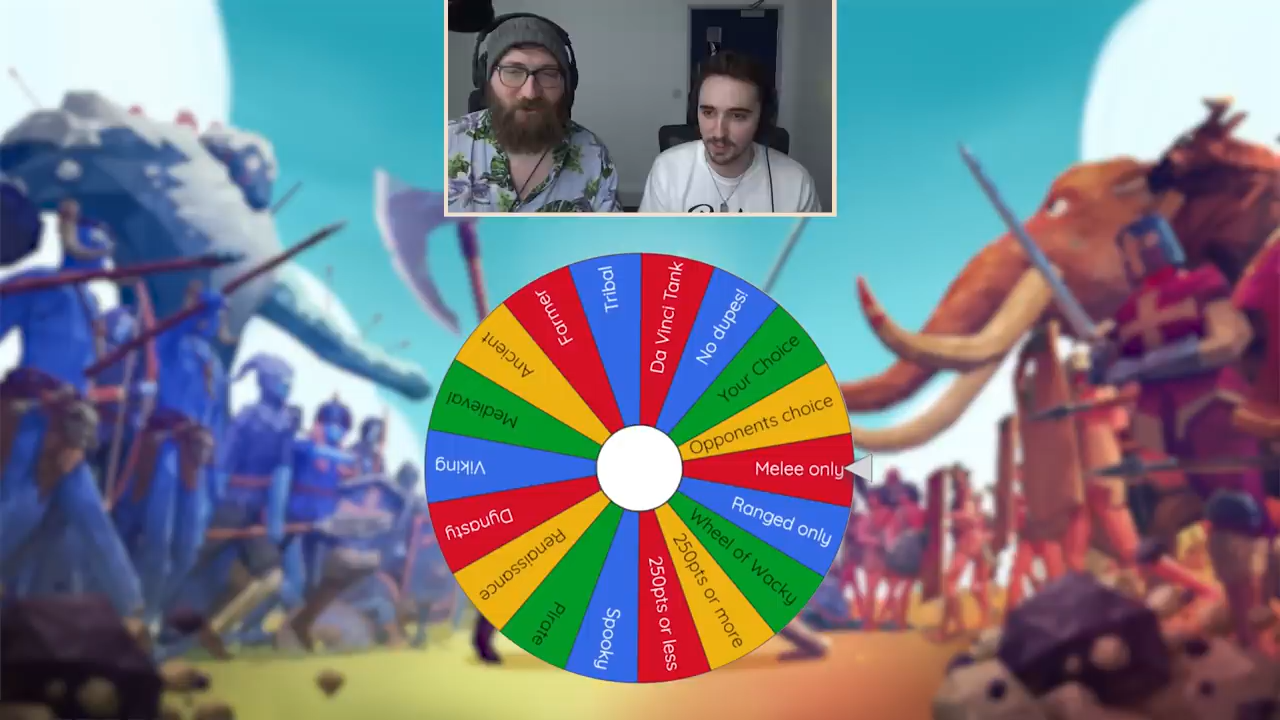 Da Vinci Tank
No dupes!
Your Choice
Opponents choice
Melee only
Ranged only
Wheel of Wacky
250pts or more
250pts or less
Spooky
Pirate
Renaissance
Dynasty
Viking
Medieval
Ancient
Farmer
Tribal